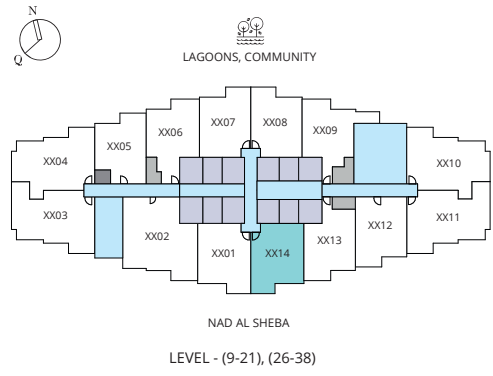 N
Q
LAGOONS, COMMUNITY
XX07
XX08
XX06
XX09
XX05
XX04
XX10
XX03
XX11
XX02
XX12
XX13
XX01
XX14
NAD AL SHEBA
LEVEL - (9-21), (26-38)